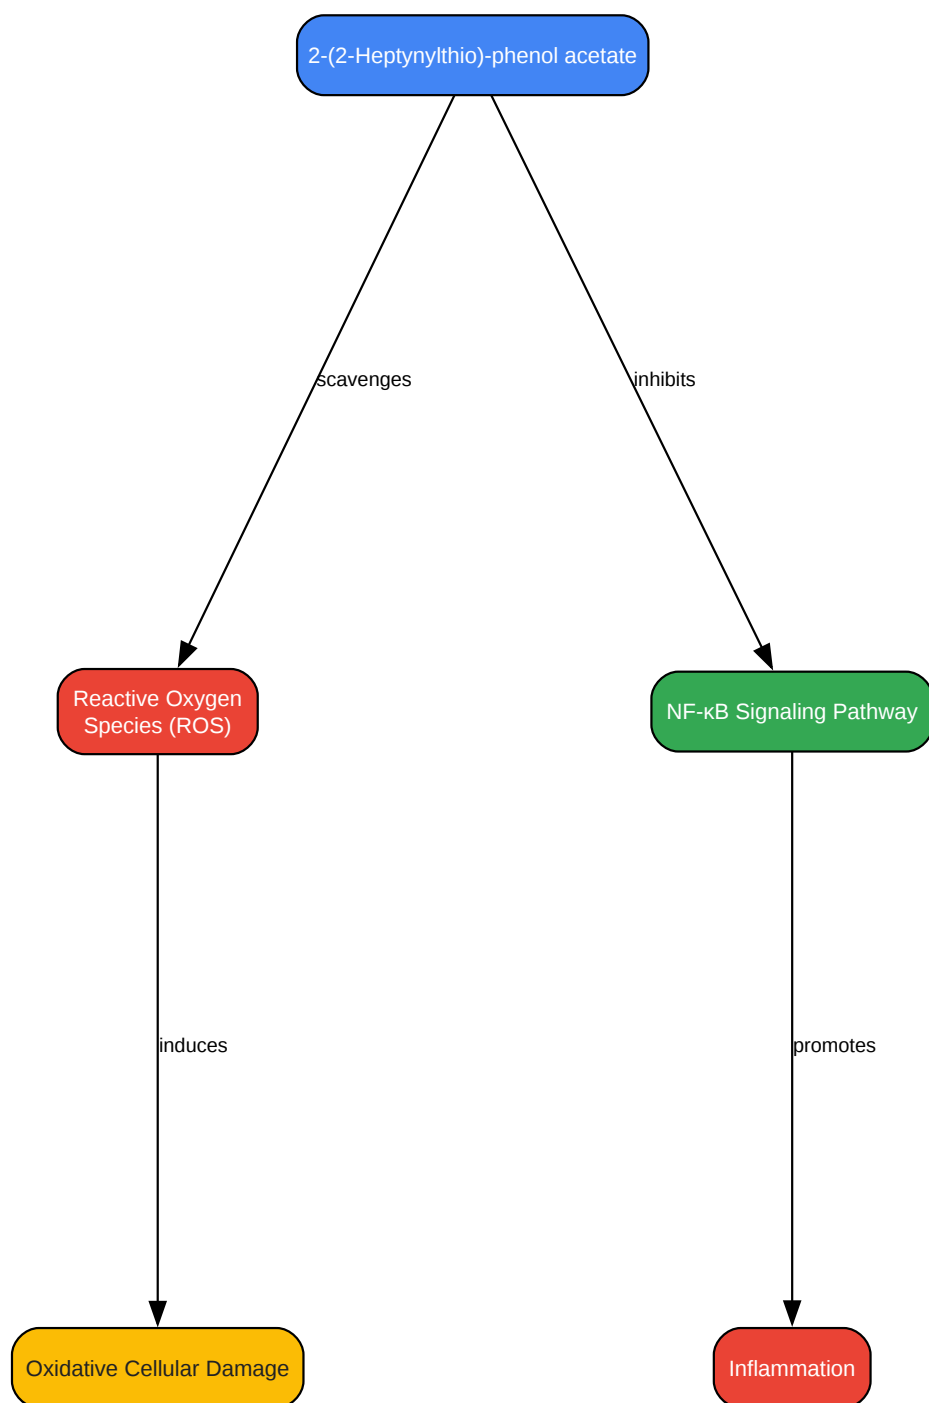 2-(2-Heptynylthio)-phenol acetate
scavenges
inhibits
Reactive Oxygen
Species (ROS)
NF-κB Signaling Pathway
induces
promotes
Oxidative Cellular Damage
Inflammation